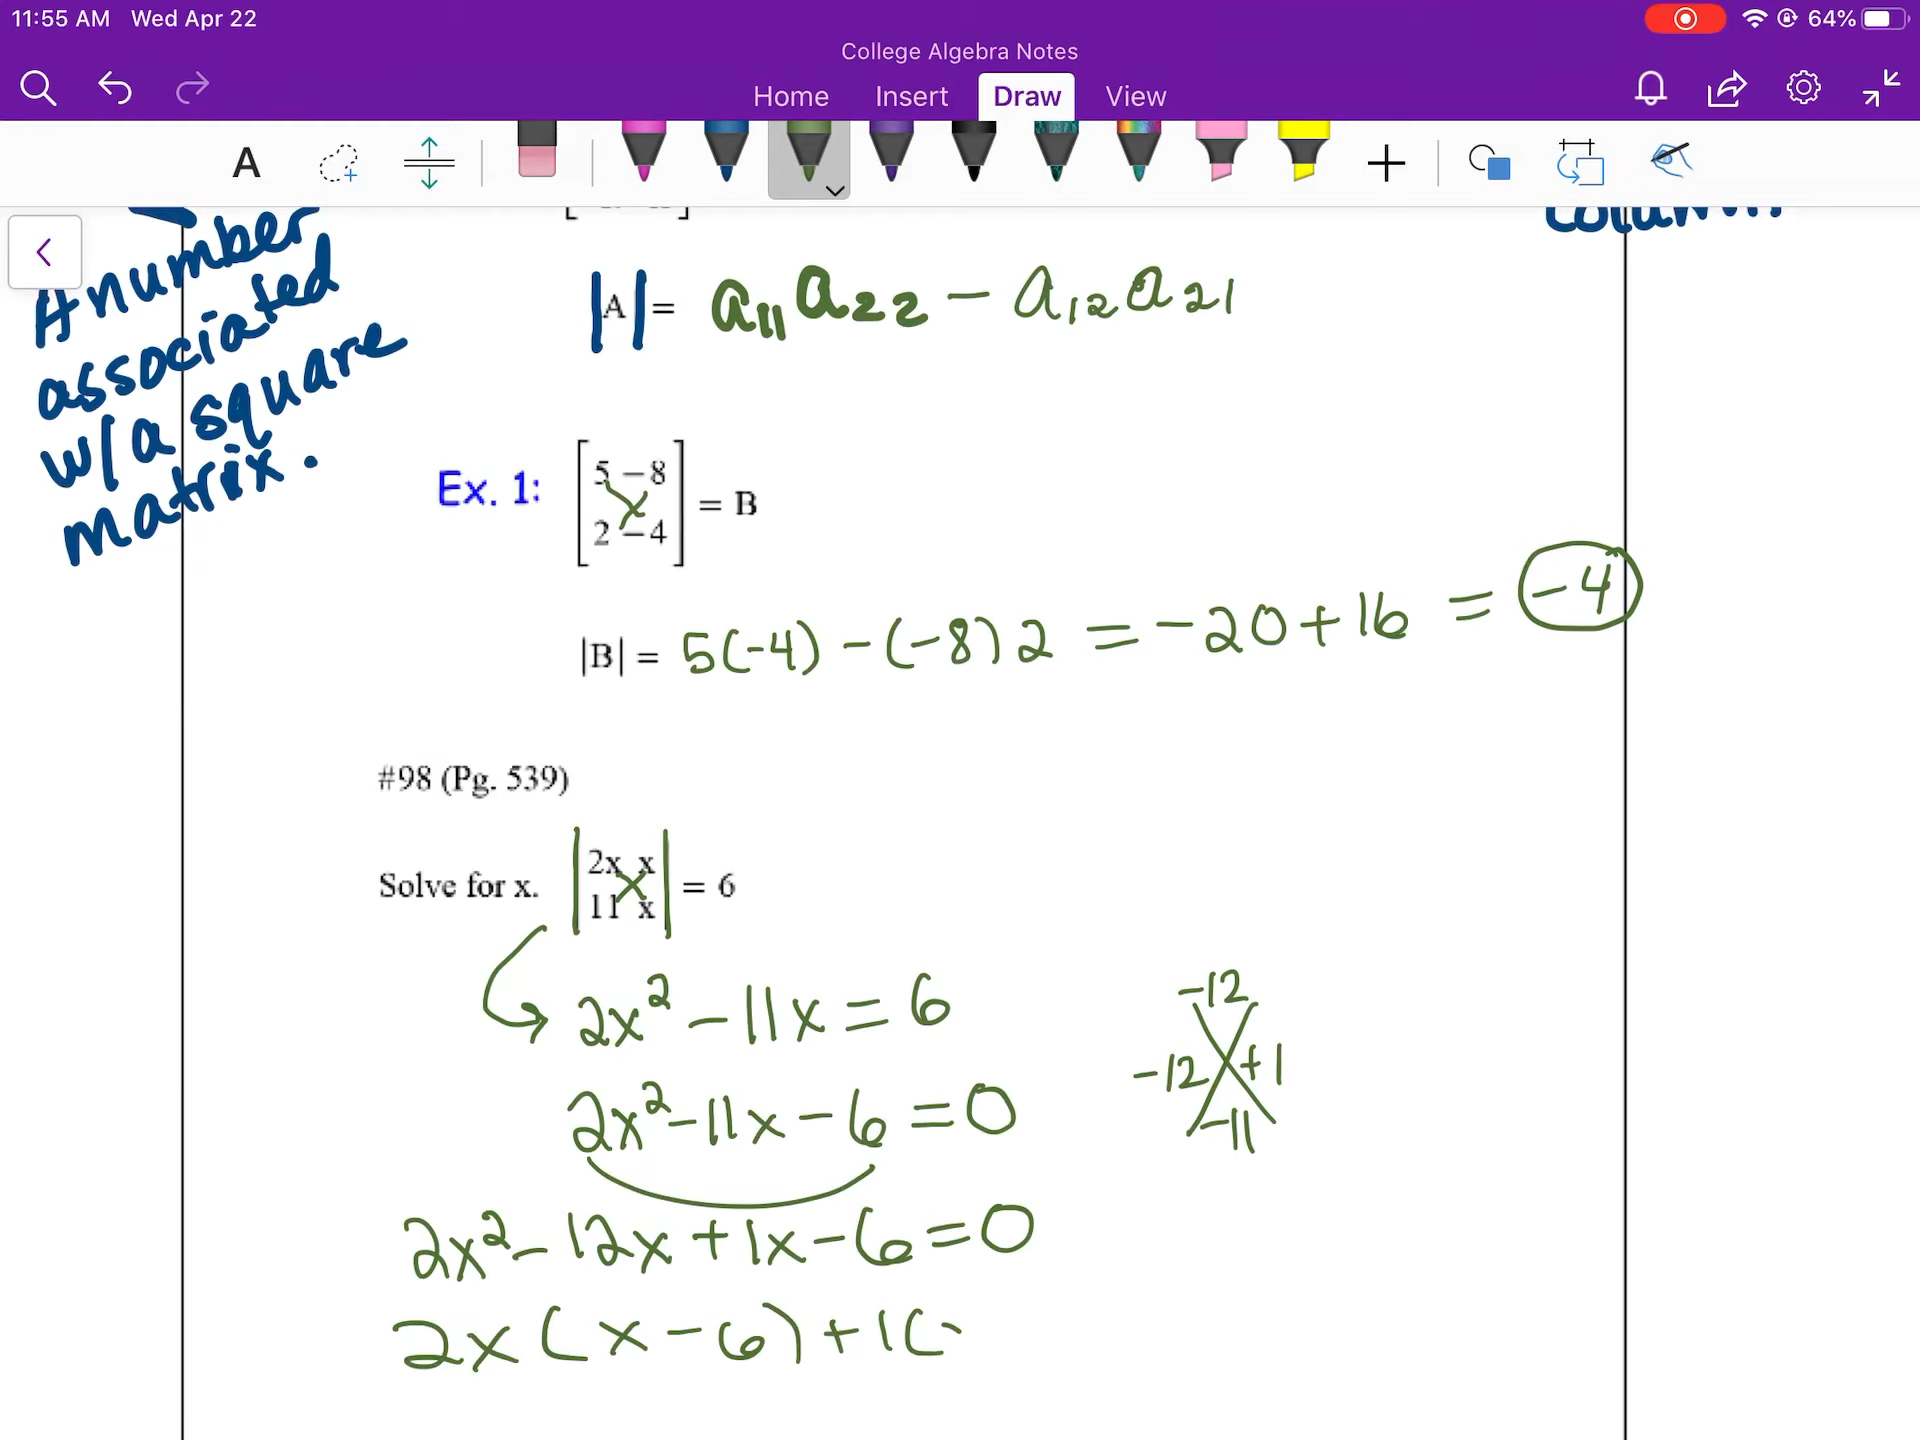 11:55 AM Wed Apr 22
64%
College Algebra Notes
Home Insert Draw View
A
A number
associated
w/a square
matrix.
|A| = a₁₁a₂₂ − a₁₂a₂₁
Ex. 1: [5 −8
2 −4] = B
|B| = 5(-4) - (-8)2 = -20+16 = -4
#98 (Pg. 539)
Solve for x. |2x x
11 x| = 6
2x² - 11x = 6
2x² - 11x - 6 = 0
-12
-12 +1
-11
2x² - 12x + 1x - 6 = 0
2x(x-6)+1(